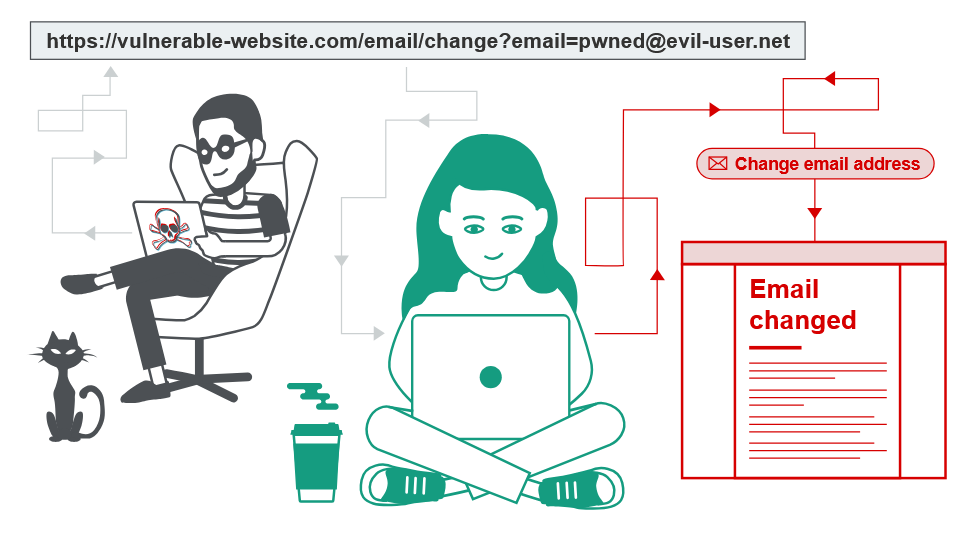 https://vulnerable-website.com/email/change?email=pwned@evil-user.net
Change email address
Email
changed